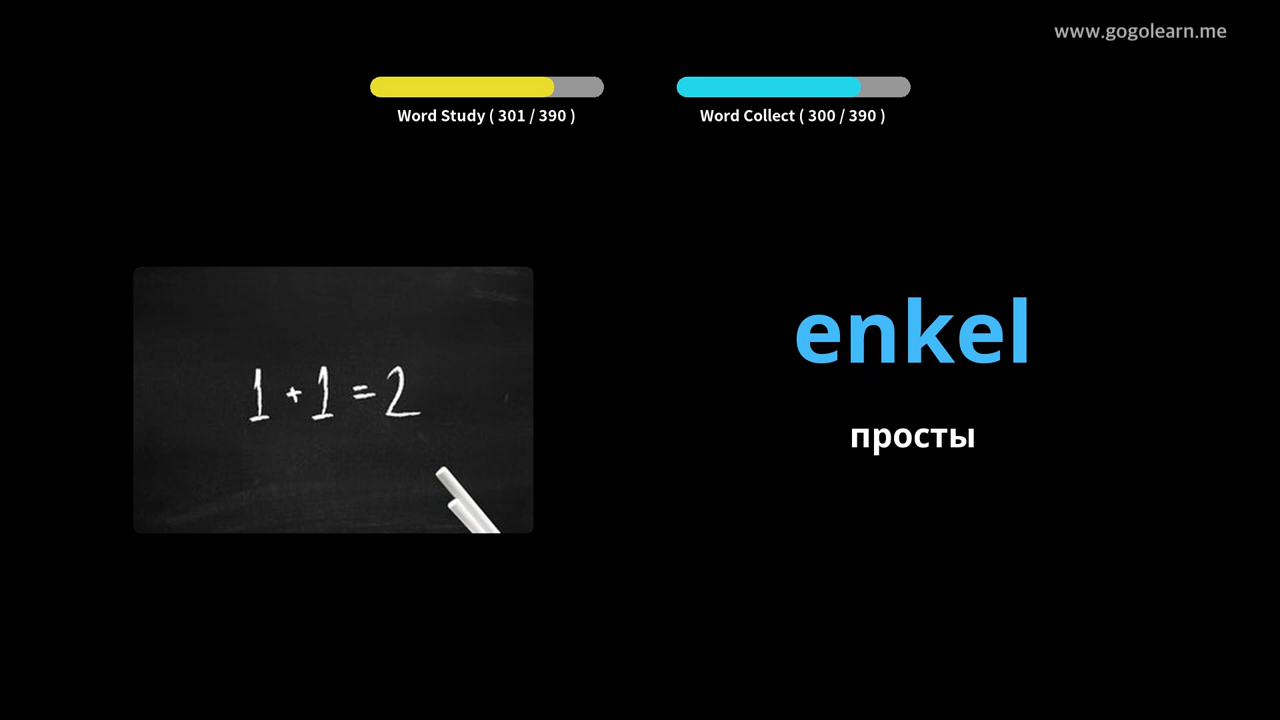 www.gogolearn.me
Word Study ( 301 / 390 )
Word Collect ( 300 / 390 )
1 + 1 = 2
enkel
просты